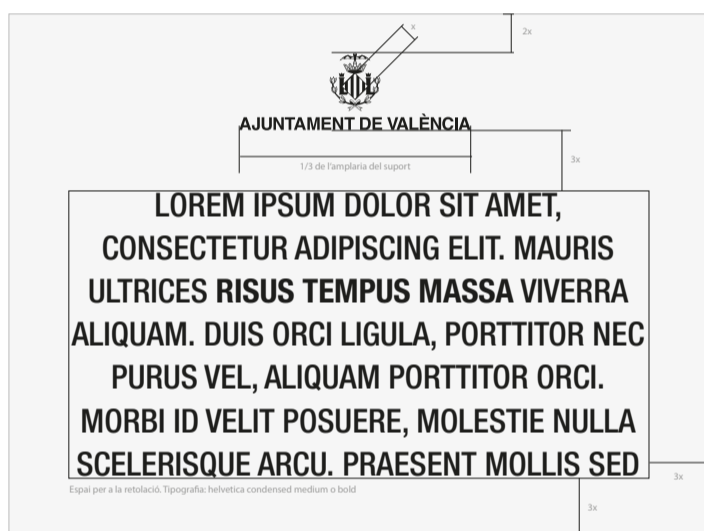 x
2x
AJUNTAMENT DE VALÈNCIA
1/3 de l'amplaria del suport
3x
LOREM IPSUM DOLOR SIT AMET,
CONSECTETUR ADIPISCING ELIT. MAURIS
ULTRICES RISUS TEMPUS MASSA VIVERRA
ALIQUAM. DUIS ORCI LIGULA, PORTTITOR NEC
PURUS VEL, ALIQUAM PORTTITOR ORCI.
MORBI ID VELIT POSUERE, MOLESTIE NULLA
SCELERISQUE ARCU. PRAESENT MOLLIS SED
3x
Espai per a la retolació. Tipografia: helvetica condensed medium o bold
3x